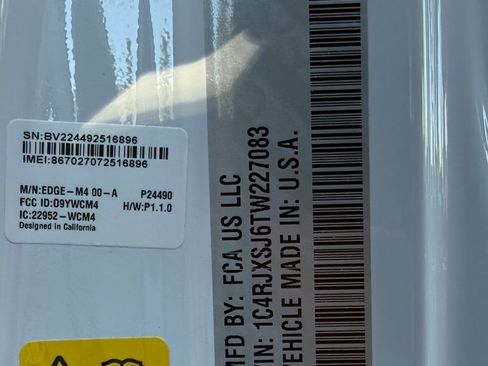 SN:BV224492516896
IMEI:867027072516896
M/N:EDGE-M4 00-A P24490
FCC ID:O9YWCM4 H/W:P1.1.0
IC:22952-WCM4
Designed in California
MFD BY: FCA US LLC
VIN: 1C4RJXSJ6TW227083
VEHICLE MADE IN: U.S.A.